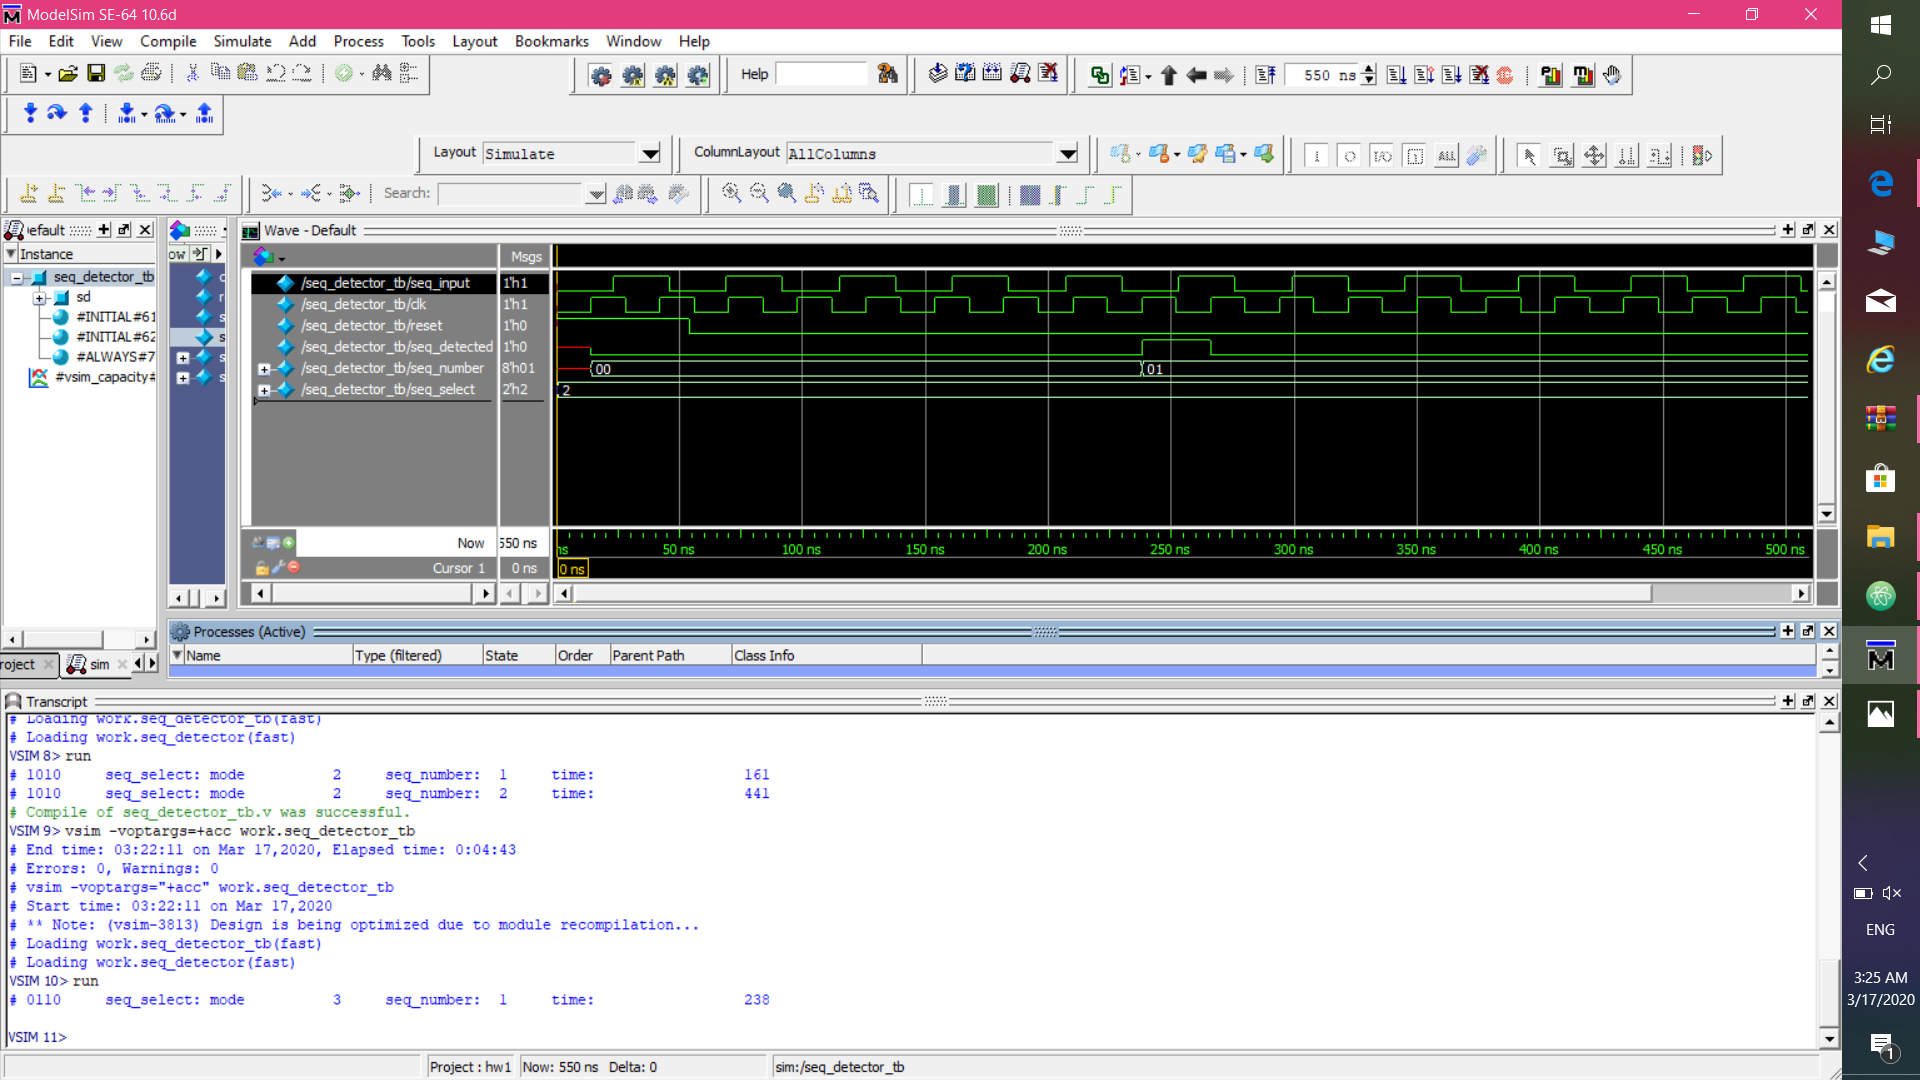 ModelSim SE-64 10.6d
File Edit View Compile Simulate Add Process Tools Layout Bookmarks Window Help
Help 550 ns
Layout Simulate ColumnLayout AllColumns
ALL
Search:
efault
Wave - Default
Instance
ow
Msgs
seq_detector_tb
sd
#INITIAL#61
#INITIAL#62
#ALWAYS#7
#vsim_capacity#
/seq_detector_tb/seq_input 1'h1
/seq_detector_tb/clk 1'h1
/seq_detector_tb/reset 1'h0
/seq_detector_tb/seq_detected 1'h0
/seq_detector_tb/seq_number 8'h01 00 01
/seq_detector_tb/seq_select 2'h2 2
Now 550 ns
ns 50 ns 100 ns 150 ns 200 ns 250 ns 300 ns 350 ns 400 ns 450 ns 500 ns
Cursor 1 0 ns 0 ns
Processes (Active)
Name Type (filtered) State Order Parent Path Class Info
roject sim
Transcript
# Loading work.seq_detector_tb(fast)
# Loading work.seq_detector(fast)
VSIM 8> run
# 1010 seq_select: mode 2 seq_number: 1 time: 161
# 1010 seq_select: mode 2 seq_number: 2 time: 441
# Compile of seq_detector_tb.v was successful.
VSIM 9> vsim -voptargs=+acc work.seq_detector_tb
# End time: 03:22:11 on Mar 17,2020, Elapsed time: 0:04:43
# Errors: 0, Warnings: 0
# vsim -voptargs="+acc" work.seq_detector_tb
# Start time: 03:22:11 on Mar 17,2020
# ** Note: (vsim-3813) Design is being optimized due to module recompilation...
# Loading work.seq_detector_tb(fast)
# Loading work.seq_detector(fast)
VSIM 10> run
# 0110 seq_select: mode 3 seq_number: 1 time: 238
VSIM 11>
Project : hw1 Now: 550 ns Delta: 0 sim:/seq_detector_tb
ENG
3:25 AM
3/17/2020
1